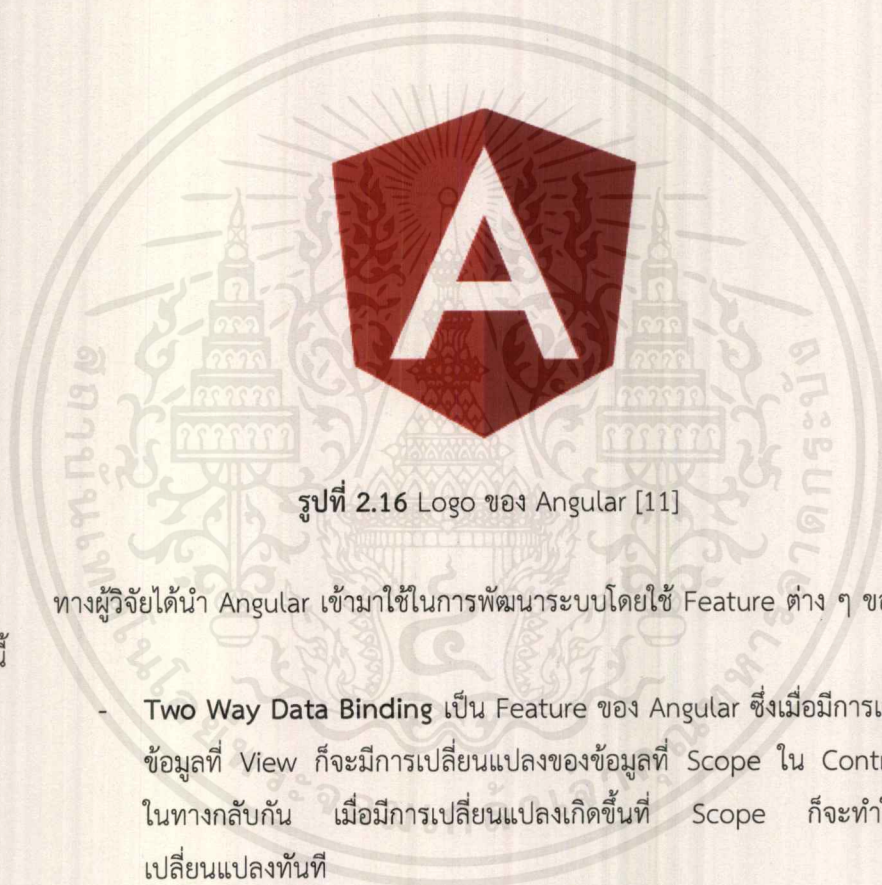 A
รูปที่ 2.16 Logo ของ Angular [11]
ทางผู้วิจัยได้นำ Angular เข้ามาใช้ในการพัฒนาระบบโดยใช้ Feature ต่าง ๆ
- Two Way Data Binding เป็น Feature ของ Angular ซึ่งเมื่อมีการ
ข้อมูลที่ View ก็จะมีการเปลี่ยนแปลงของข้อมูลที่ Scope ใน
ในทางกลับกัน เมื่อมีการเปลี่ยนแปลงเกิดขึ้นที่ Scope ก็จะ
เปลี่ยนแปลงทันที